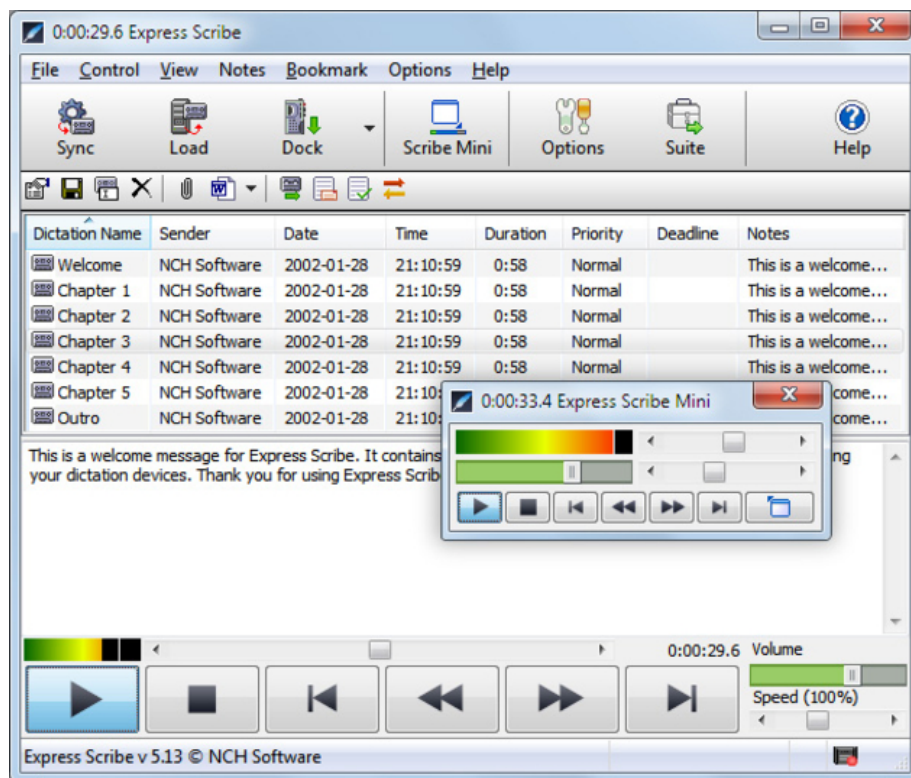 0:00:29.6 Express Scribe
File Control View Notes Bookmark Options Help
Sync Load Dock Scribe Mini Options Suite Help
Dictation Name Sender Date Time Duration Priority Deadline Notes
Welcome NCH Software 2002-01-28 21:10:59 0:58 Normal This is a welcome...
Chapter 1 NCH Software 2002-01-28 21:10:59 0:58 Normal This is a welcome...
Chapter 2 NCH Software 2002-01-28 21:10:59 0:58 Normal This is a welcome...
Chapter 3 NCH Software 2002-01-28 21:10:59 0:58 Normal This is a welcome...
Chapter 4 NCH Software 2002-01-28 21:10:59 0:58 Normal This is a welcome...
Chapter 5 NCH Software 2002-01-28 21:10: come...
Outro NCH Software 2002-01-28 21:10: come...
0:00:33.4 Express Scribe Mini
This is a welcome message for Express Scribe. It contains ng
your dictation devices. Thank you for using Express Scrib
0:00:29.6 Volume
Speed (100%)
Express Scribe v 5.13 © NCH Software